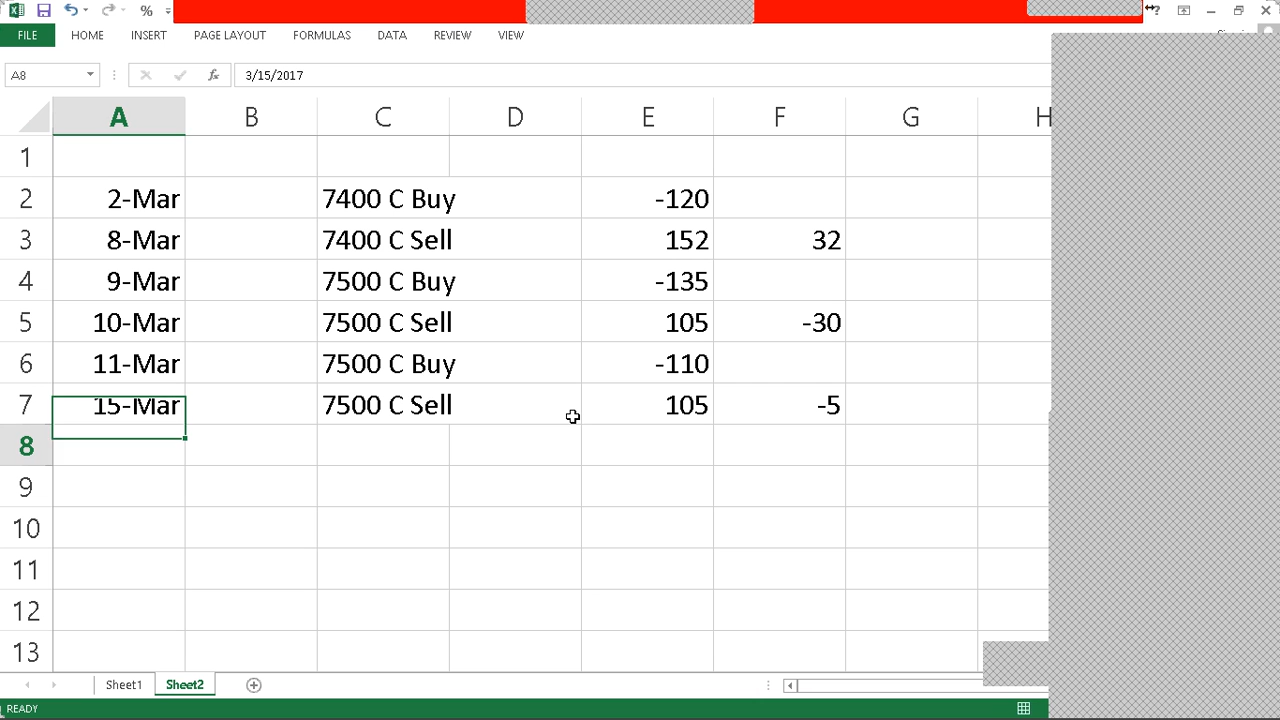 %
?
FILE HOME INSERT PAGE LAYOUT FORMULAS DATA REVIEW VIEW
A8 fx 3/15/2017
A B C D E F G H
1
2 2-Mar 7400 C Buy -120
3 8-Mar 7400 C Sell 152 32
4 9-Mar 7500 C Buy -135
5 10-Mar 7500 C Sell 105 -30
6 11-Mar 7500 C Buy -110
7 15-Mar 7500 C Sell 105 -5
8
9
10
11
12
13
Sheet1 Sheet2
READY